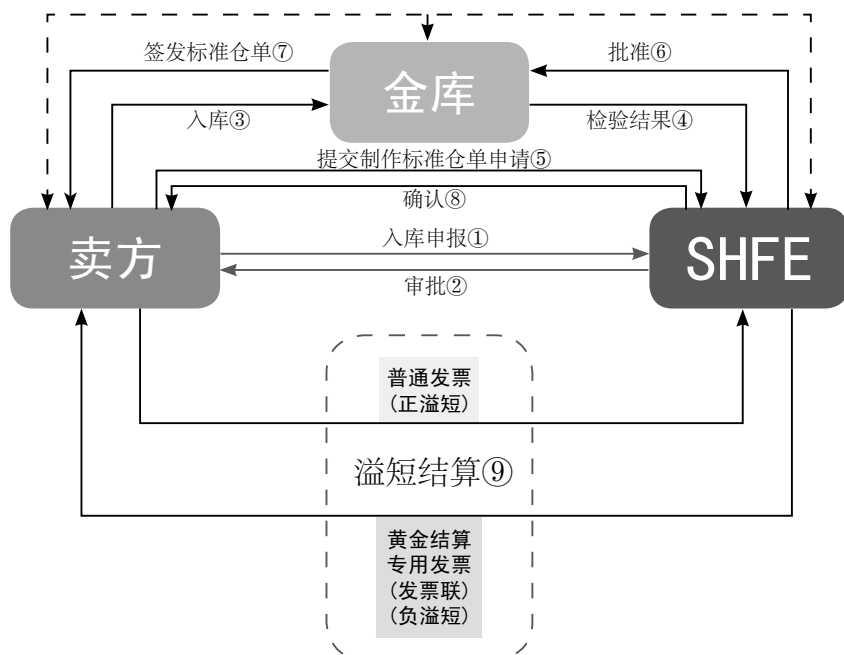 签发标准仓单⑦
批准⑥
金库
入库③
检验结果④
提交制作标准仓单申请⑤
确认⑧
卖方
入库申报①
SHFE
审批②
普通发票
(正溢短)
溢短结算⑨
黄金结算
专用发票
(发票联)
(负溢短)